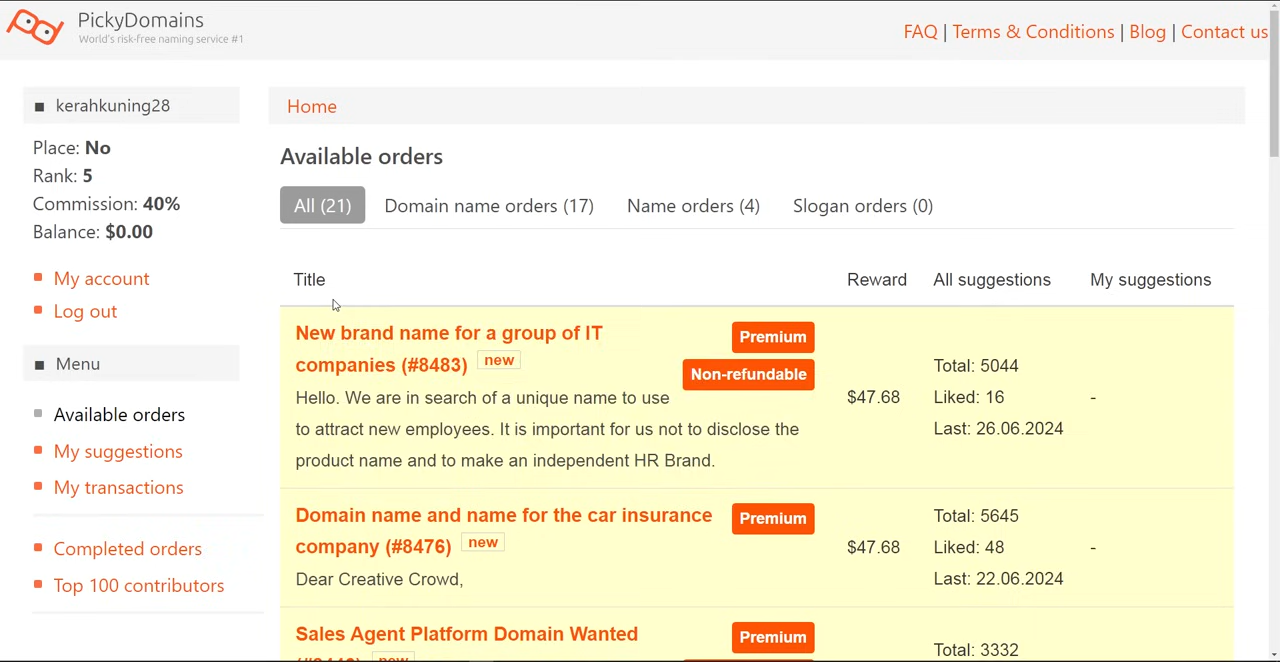 PickyDomains
World's risk-free naming service #1
FAQ | Terms & Conditions | Blog | Contact us
kerahkuning28
Place: No
Rank: 5
Commission: 40%
Balance: $0.00
My account
Log out
Menu
Available orders
My suggestions
My transactions
Completed orders
Top 100 contributors
Home
Available orders
All (21) Domain name orders (17) Name orders (4) Slogan orders (0)
Title Reward All suggestions My suggestions
New brand name for a group of IT
companies (#8483) new
Premium
Non-refundable
Hello. We are in search of a unique name to use
to attract new employees. It is important for us not to disclose the
product name and to make an independent HR Brand.
$47.68
Total: 5044
Liked: 16
Last: 26.06.2024
-
Domain name and name for the car insurance
company (#8476) new
Premium
Dear Creative Crowd,
$47.68
Total: 5645
Liked: 48
Last: 22.06.2024
-
Sales Agent Platform Domain Wanted
new
Premium
Total: 3332